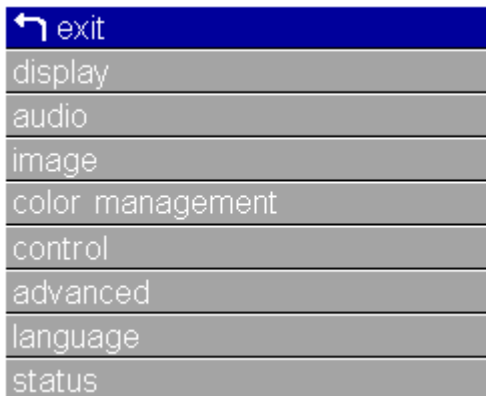 exit
display
audio
image
color management
control
advanced
language
status